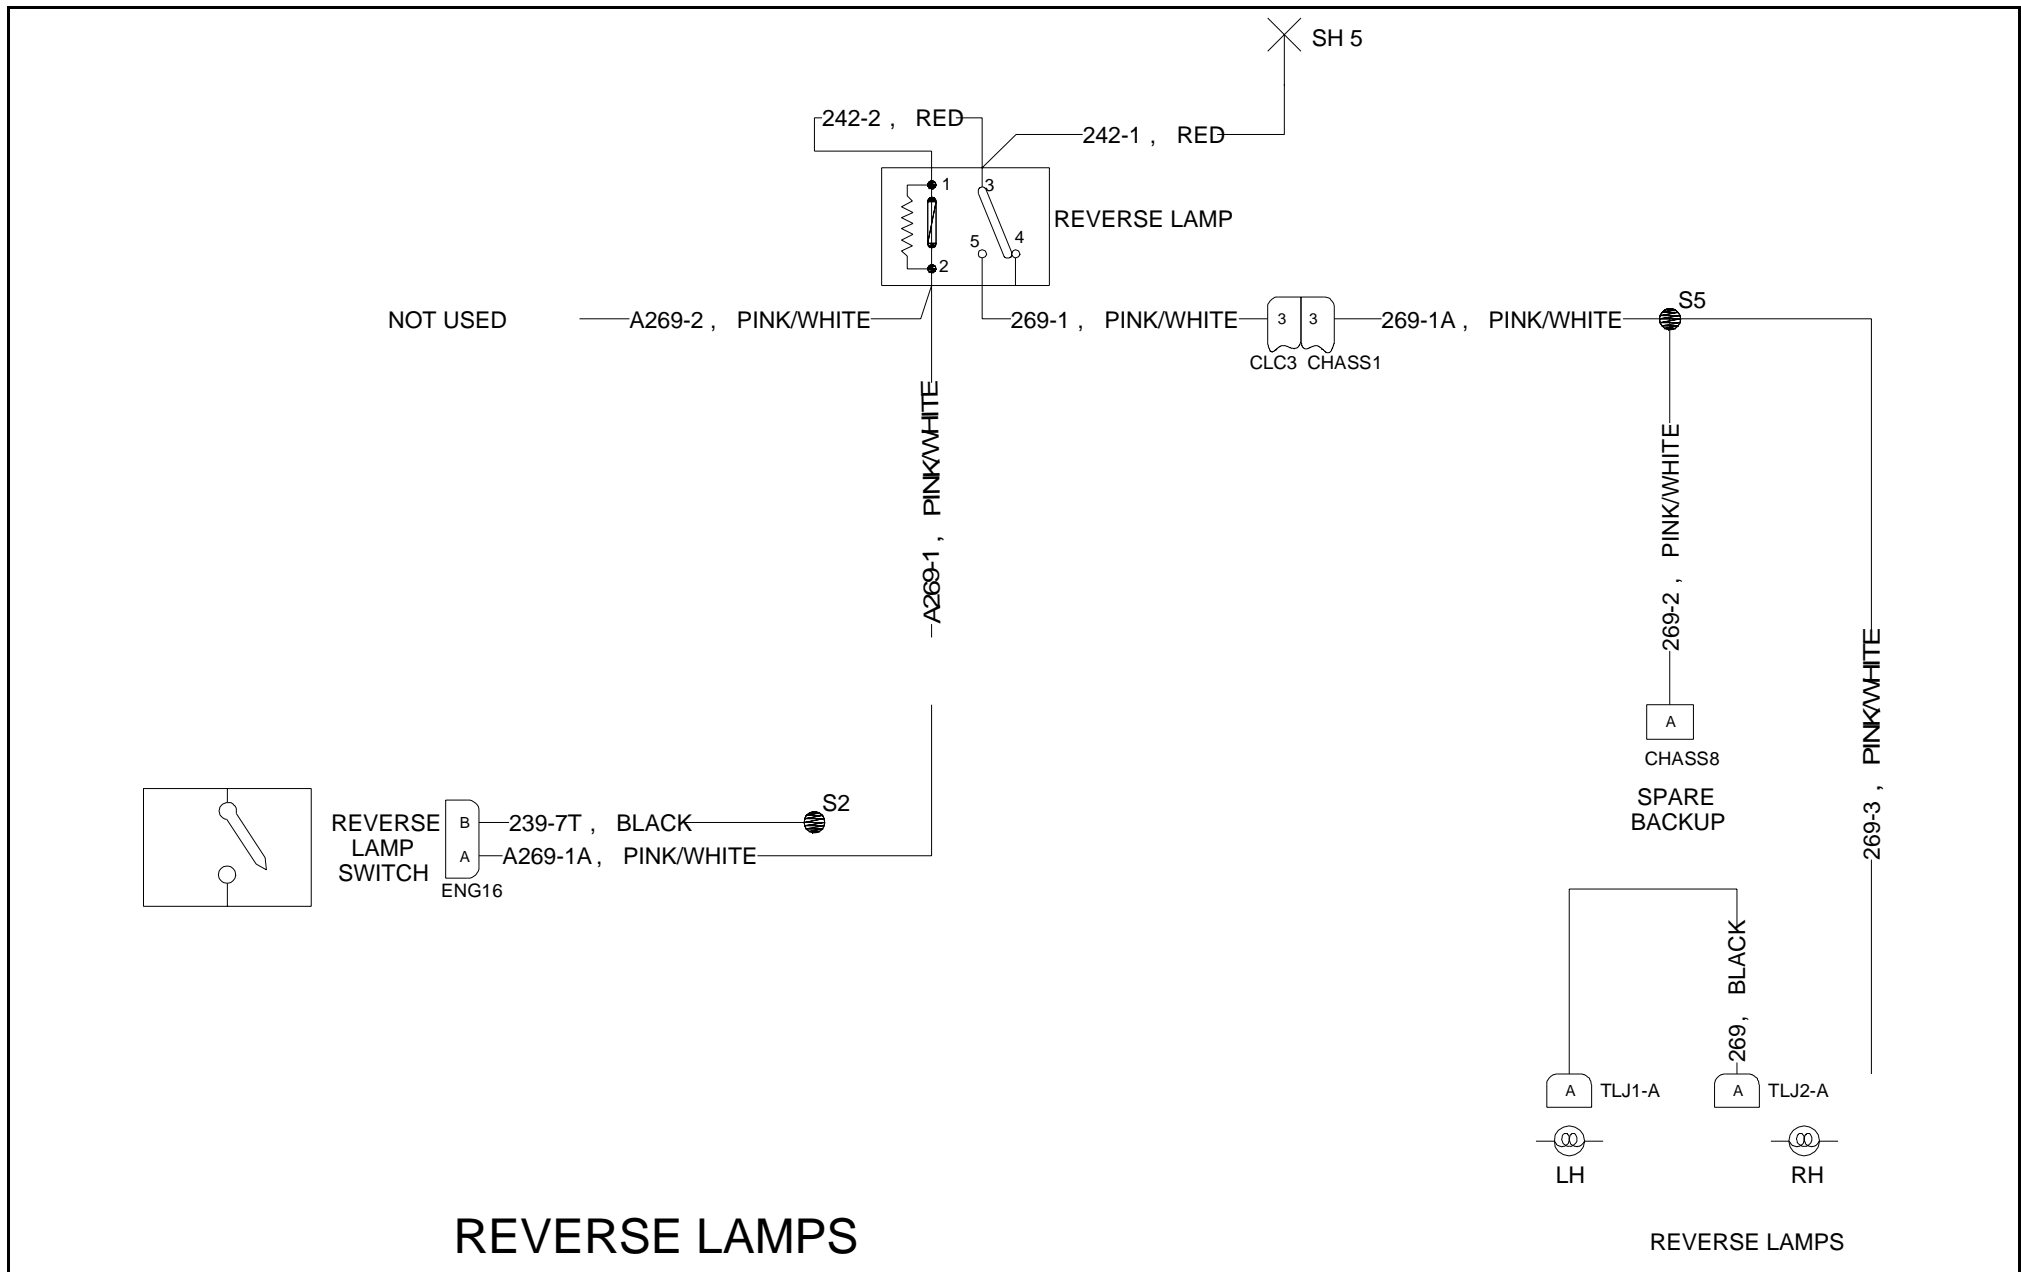 SH 5
242-2 , RED
242-1 , RED
1
3
REVERSE LAMP
5
4
2
NOT USED
A269-2 , PINK/WHITE
269-1 , PINK/WHITE
3
3
269-1A , PINK/WHITE
S5
CLC3 CHASS1
A269-1 , PINK/WHITE
269-2 , PINK/WHITE
269-3 , PINK/WHITE
A
CHASS8
SPARE
BACKUP
REVERSE
LAMP
SWITCH
B
239-7T , BLACK
S2
A
A269-1A , PINK/WHITE
ENG16
269, BLACK
A
TLJ1-A
A
TLJ2-A
LH
RH
REVERSE LAMPS
REVERSE LAMPS